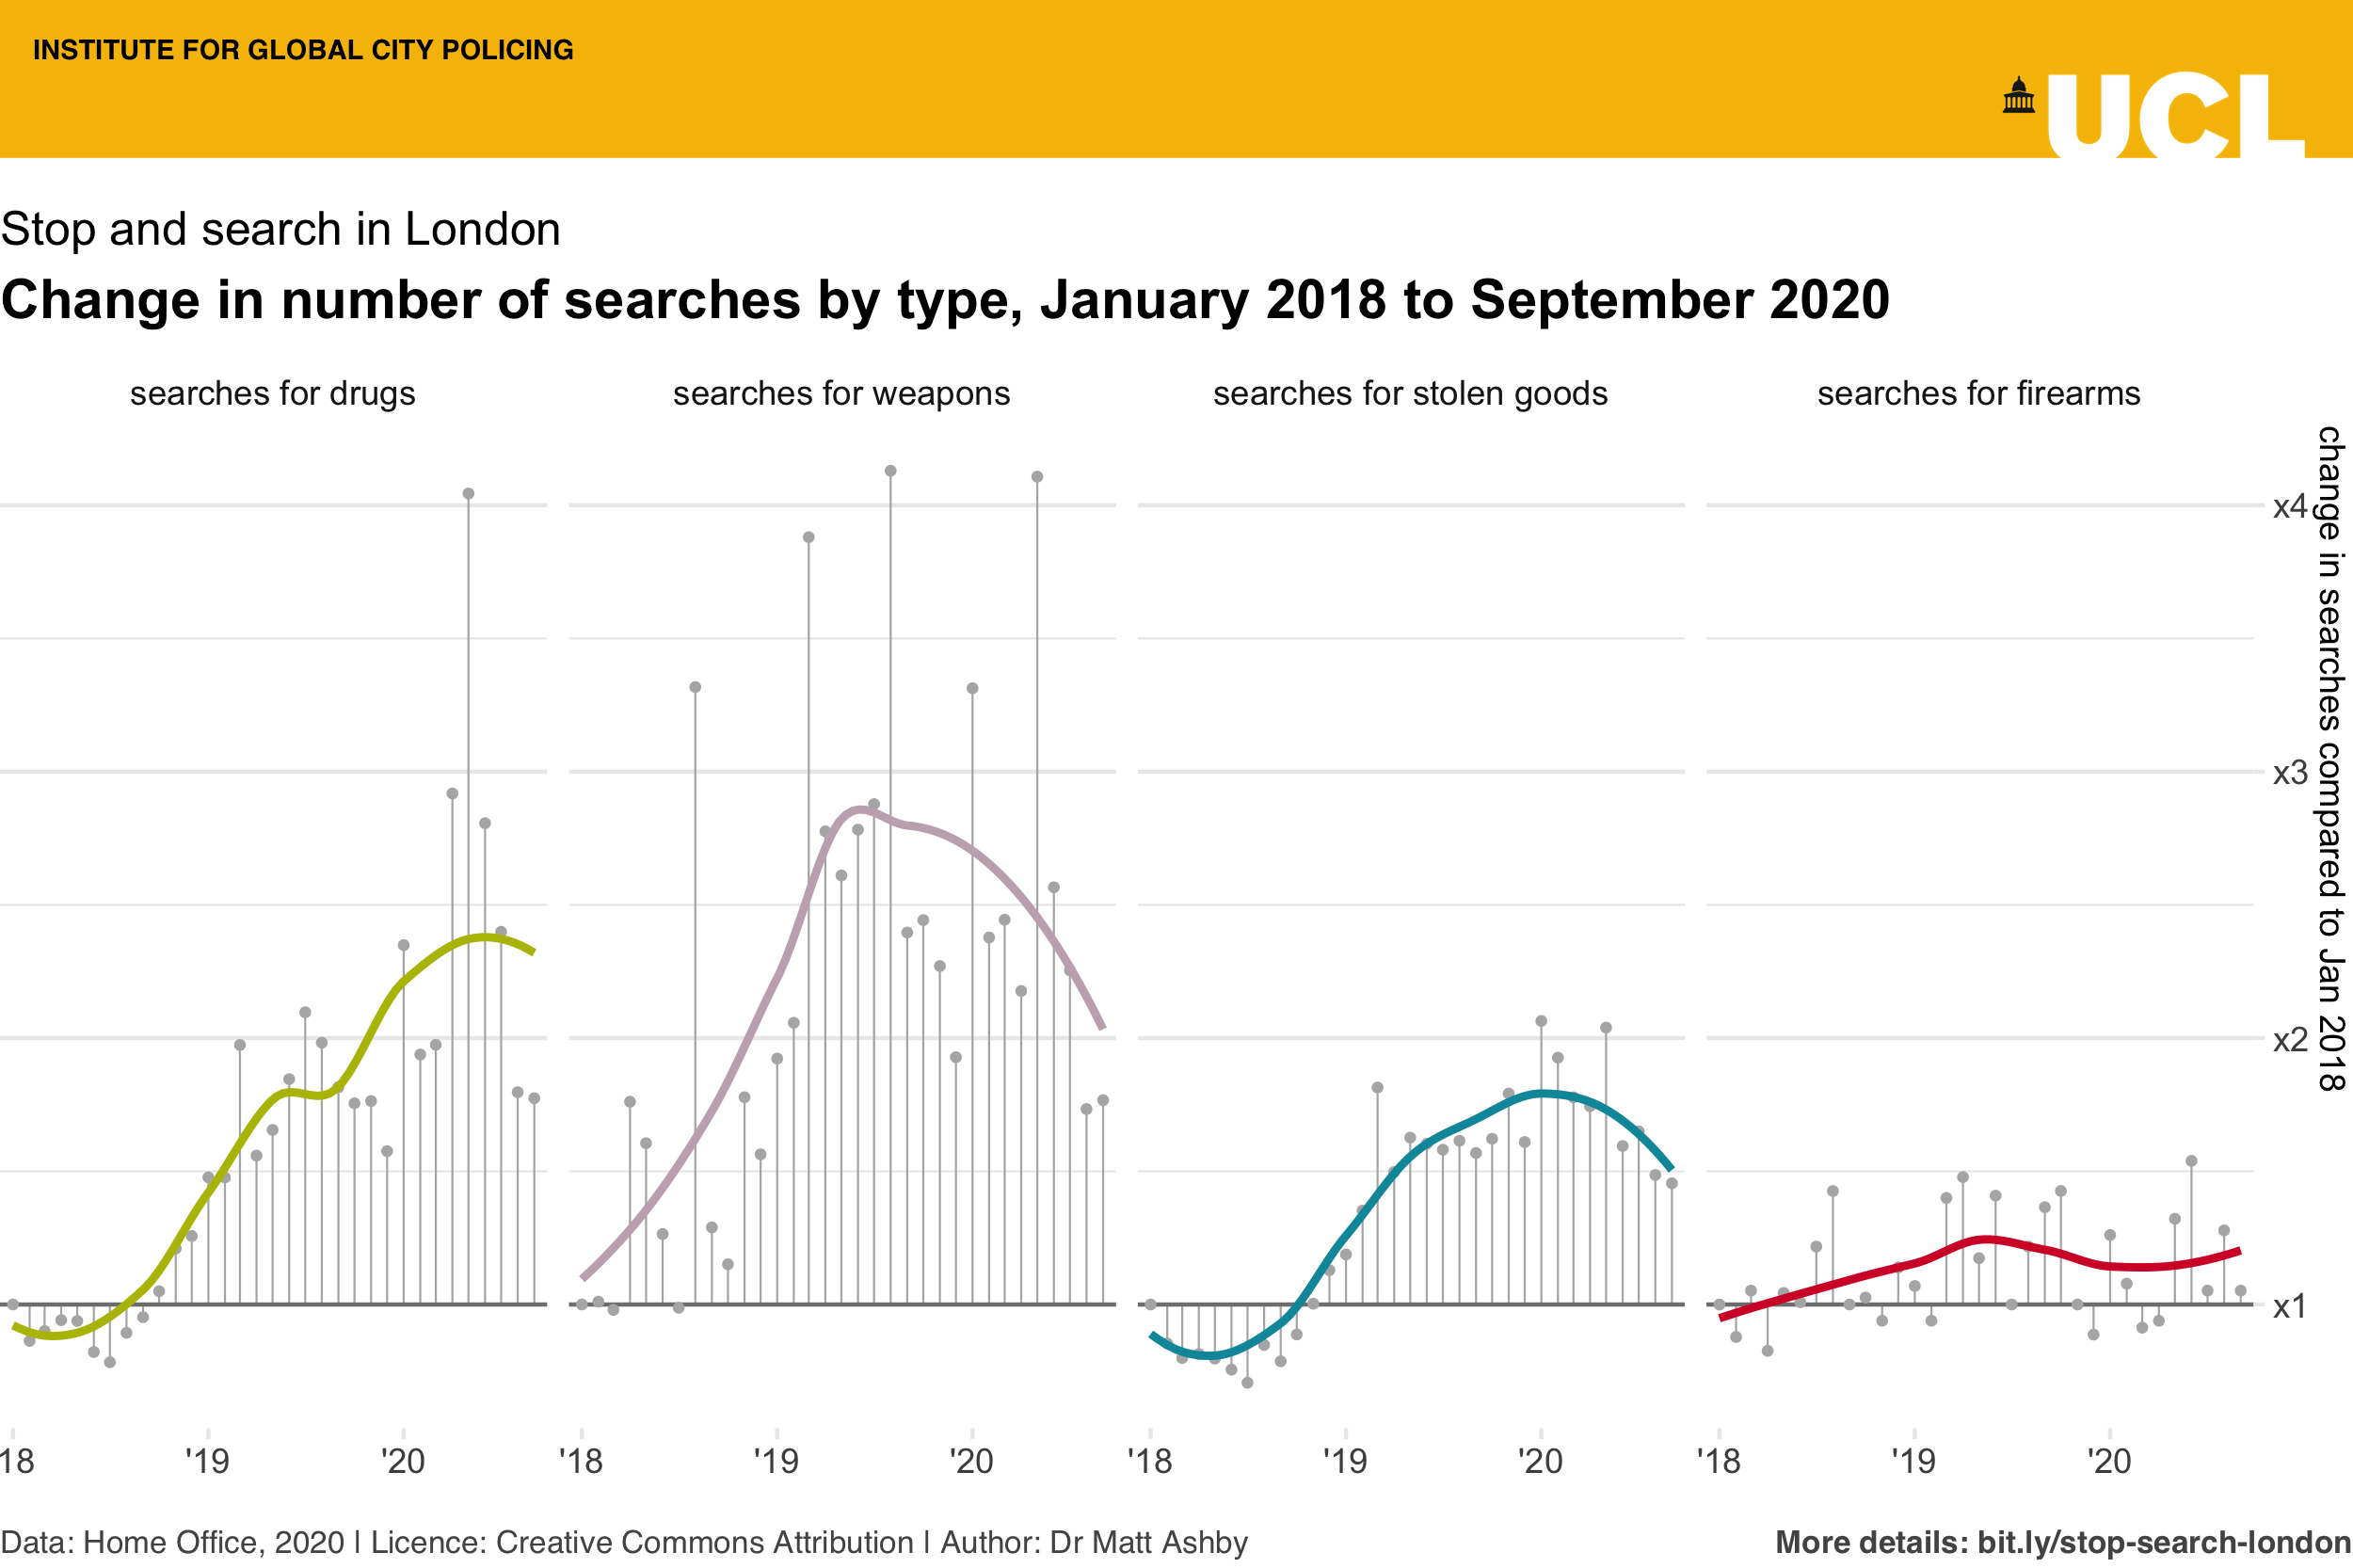 INSTITUTE FOR GLOBAL CITY POLICING
UCL
Stop and search in London
Change in number of searches by type, January 2018 to September 2020
searches for drugs
searches for weapons
searches for stolen goods
searches for firearms
x4
x3
x2
x1
change in searches compared to Jan 2018
18 '19 '20
'18 '19 '20
'18 '19 '20
'18 '19 '20
Data: Home Office, 2020 | Licence: Creative Commons Attribution | Author: Dr Matt Ashby
More details: bit.ly/stop-search-london